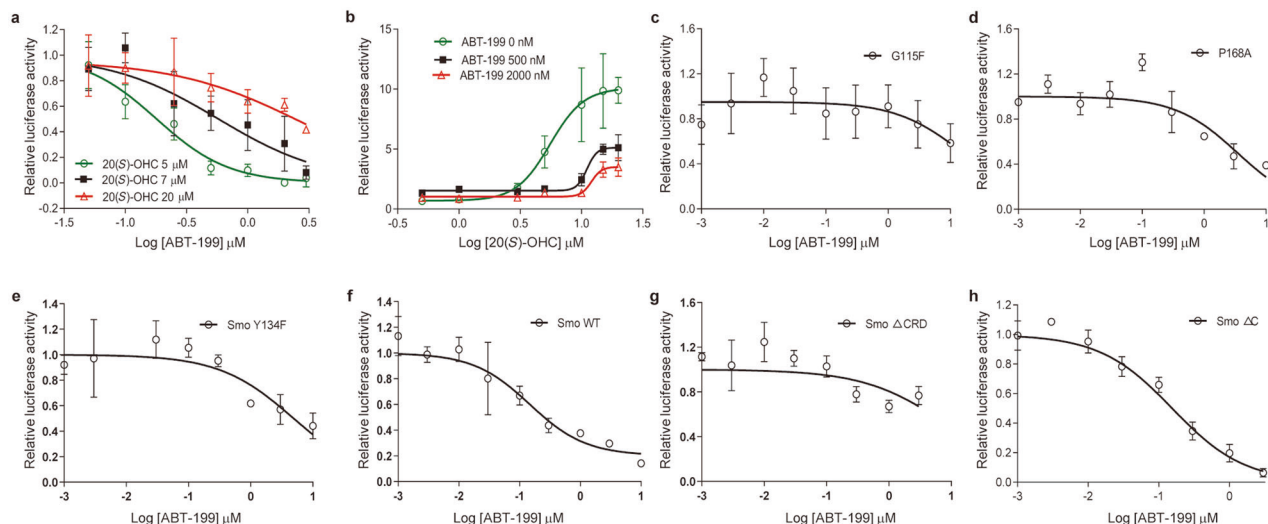 a
Relative luciferase activity
1.2
1.0
0.8
0.6
0.4
0.2
0.0
-0.2
20(S)-OHC 5 μM
20(S)-OHC 7 μM
20(S)-OHC 20 μM
-1.5 -1.0 -0.5 0.0 0.5
Log [ABT-199] μM
b
Relative luciferase activity
15
10
5
0
ABT-199 0 nM
ABT-199 500 nM
ABT-199 2000 nM
-0.5 0.0 0.5 1.0 1.5
Log [20(S)-OHC] μM
c
Relative luciferase activity
1.6
1.2
0.8
0.4
0.0
G115F
-3 -2 -1 0 1
Log [ABT-199] μM
d
Relative luciferase activity
1.6
1.2
0.8
0.4
0.0
P168A
-3 -2 -1 0 1
Log [ABT-199] μM
e
Relative luciferase activity
1.4
1.2
1.0
0.8
0.6
0.4
0.2
0.0
Smo Y134F
-3 -2 -1 0 1
Log [ABT-199] μM
f
Relative luciferase activity
1.4
1.2
1.0
0.8
0.6
0.4
0.2
0.0
Smo WT
-3 -2 -1 0 1
Log [ABT-199] μM
g
Relative luciferase activity
1.6
1.2
0.8
0.4
0.0
Smo △CRD
-3 -2 -1 0 1
Log [ABT-199] μM
h
Relative luciferase activity
1.2
1.0
0.8
0.6
0.4
0.2
0.0
Smo △C
-3 -2 -1 0
Log [ABT-199] μM